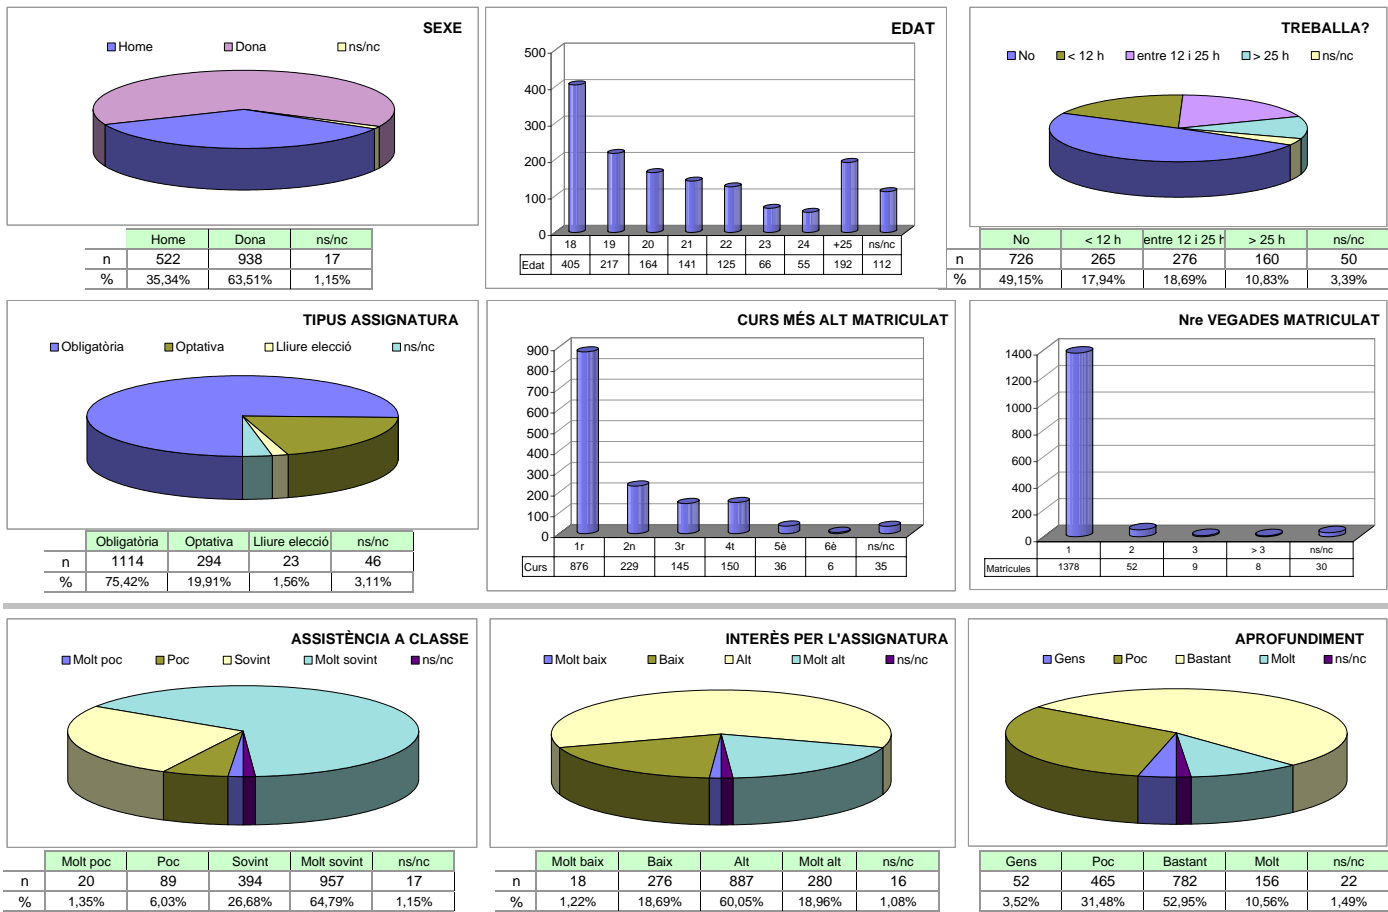 SEXE
Home Dona ns/nc
Home Dona ns/nc
n 522 938 17
% 35,34% 63,51% 1,15%
EDAT
500
400
300
200
100
0
18 19 20 21 22 23 24 +25 ns/nc
Edat 405 217 164 141 125 66 55 192 112
TREBALLA?
No < 12 h entre 12 i 25 h > 25 h ns/nc
No < 12 h entre 12 i 25 h > 25 h ns/nc
n 726 265 276 160 50
% 49,15% 17,94% 18,69% 10,83% 3,39%
TIPUS ASSIGNATURA
Obligatòria Optativa Lliure elecció ns/nc
Obligatòria Optativa Lliure elecció ns/nc
n 1114 294 23 46
% 75,42% 19,91% 1,56% 3,11%
CURS MÉS ALT MATRICULAT
900
800
700
600
500
400
300
200
100
0
1r 2n 3r 4t 5è 6è ns/nc
Curs 876 229 145 150 36 6 35
Nre VEGADES MATRICULAT
1400
1200
1000
800
600
400
200
0
1 2 3 > 3 ns/nc
Matrícules 1378 52 9 8 30
ASSISTÈNCIA A CLASSE
Molt poc Poc Sovint Molt sovint ns/nc
Molt poc Poc Sovint Molt sovint ns/nc
n 20 89 394 957 17
% 1,35% 6,03% 26,68% 64,79% 1,15%
INTERÈS PER L'ASSIGNATURA
Molt baix Baix Alt Molt alt ns/nc
Molt baix Baix Alt Molt alt ns/nc
n 18 276 887 280 16
% 1,22% 18,69% 60,05% 18,96% 1,08%
APROFUNDIMENT
Gens Poc Bastant Molt ns/nc
Gens Poc Bastant Molt ns/nc
52 465 782 156 22
3,52% 31,48% 52,95% 10,56% 1,49%